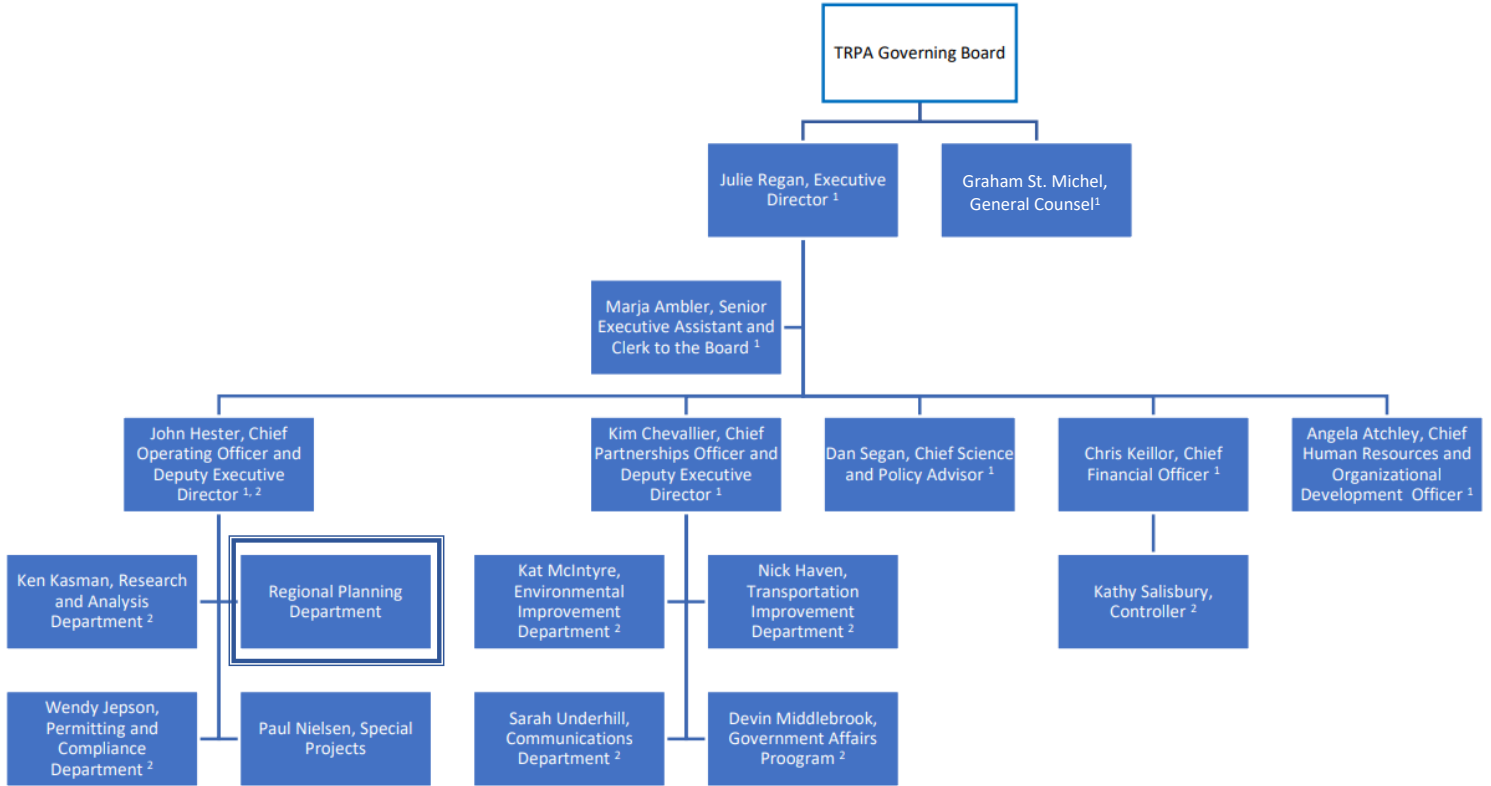 TRPA Governing Board
Julie Regan, Executive
Director ¹
Graham St. Michel,
General Counsel¹
Marja Ambler, Senior
Executive Assistant and
Clerk to the Board ¹
John Hester, Chief
Operating Officer and
Deputy Executive
Director ¹˒ ²
Kim Chevallier, Chief
Partnerships Officer and
Deputy Executive
Director ¹
Dan Segan, Chief Science
and Policy Advisor ¹
Chris Keillor, Chief
Financial Officer ¹
Angela Atchley, Chief
Human Resources and
Organizational
Development Officer ¹
Ken Kasman, Research
and Analysis
Department ²
Regional Planning
Department
Kat McIntyre,
Environmental
Improvement
Department ²
Nick Haven,
Transportation
Improvement
Department ²
Kathy Salisbury,
Controller ²
Wendy Jepson,
Permitting and
Compliance
Department ²
Paul Nielsen, Special
Projects
Sarah Underhill,
Communications
Department ²
Devin Middlebrook,
Government Affairs
Proogram ²